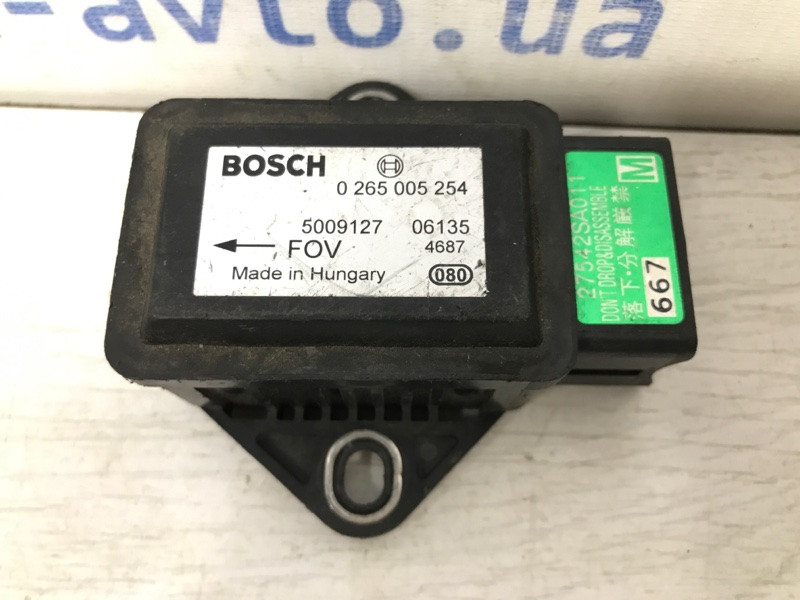 -авто.ua
BOSCH
0 265 005 254
5009127 06135
FOV 4687
Made in Hungary 080
27542SA011
DON'T DROP&DISASSEMBLE
落下・分解厳禁
M
667